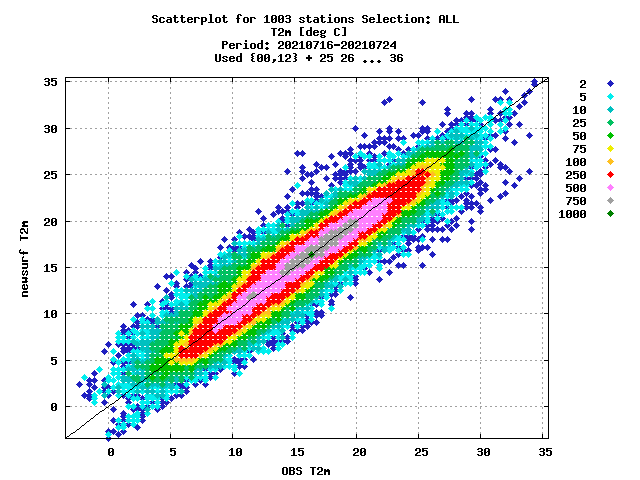 Scatterplot for 1003 stations Selection: ALL
T2m [deg C]
Period: 20210716-20210724
Used {00,12} + 25 26 ... 36
35
30
25
20
15
10
5
0
newsurf T2m
0 5 10 15 20 25 30 35
OBS T2m
2
5
10
25
50
75
100
250
500
750
1000